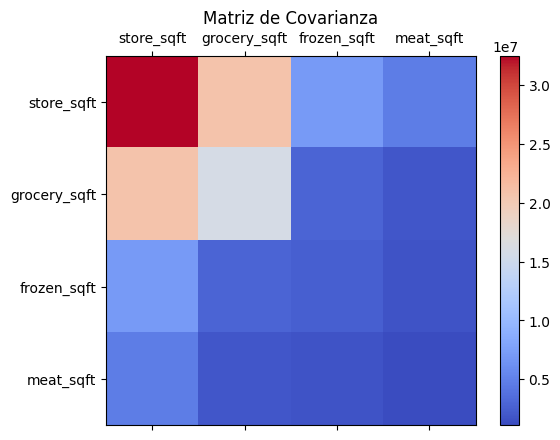 Matriz de Covarianza
store_sqft grocery_sqft frozen_sqft meat_sqft
1e7
store_sqft
grocery_sqft
frozen_sqft
meat_sqft
3.0
2.5
2.0
1.5
1.0
0.5